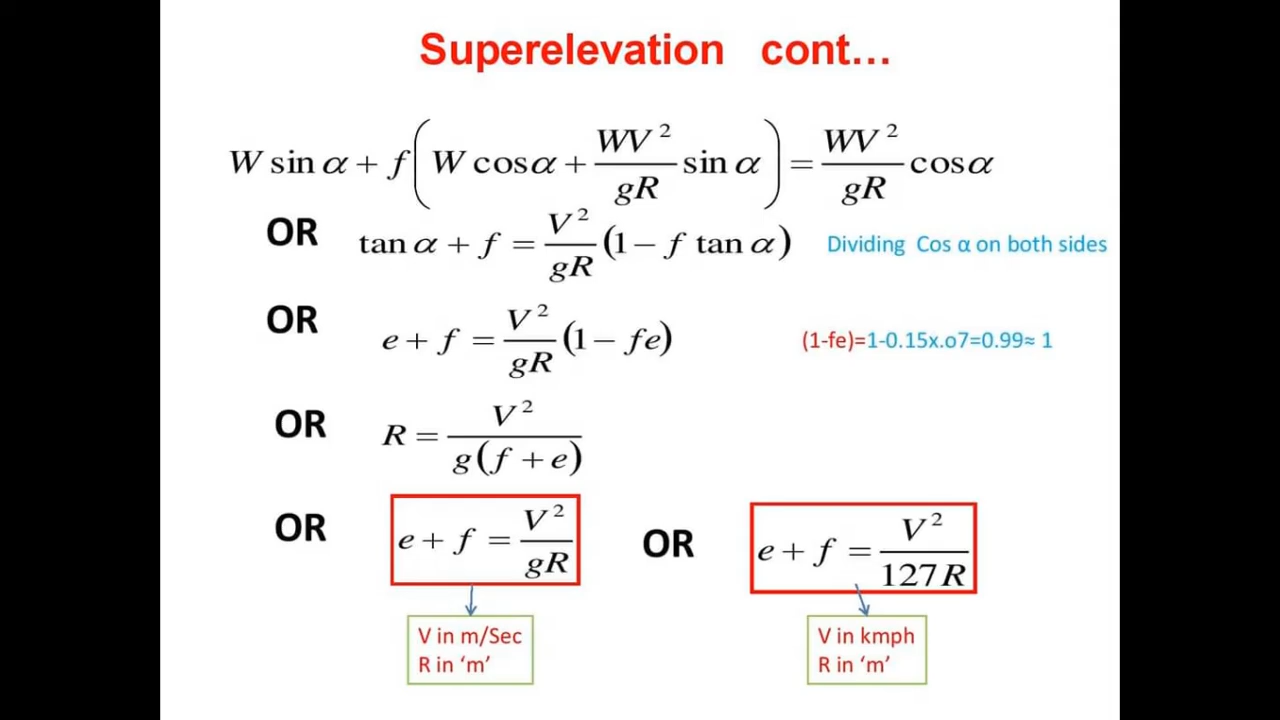 Superelevation cont...
W sin α + f ( W cos α + WV² / gR sin α ) = WV² / gR cos α
OR tan α + f = V² / gR (1 − f tan α) Dividing Cos α on both sides
OR e + f = V² / gR (1 − fe) (1-fe)=1-0.15x.o7=0.99≈ 1
OR R = V² / g(f + e)
OR e + f = V² / gR OR e + f = V² / 127R
V in m/Sec V in kmph
R in ‘m’ R in ‘m’